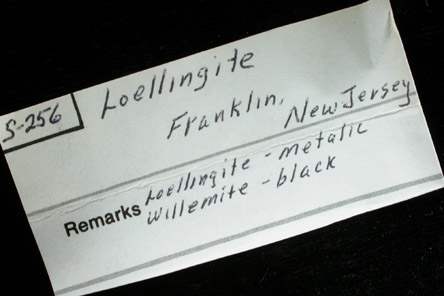 S-256
Loellingite
Franklin,
New Jersey
Remarks Loellingite - metalic
Willemite - black